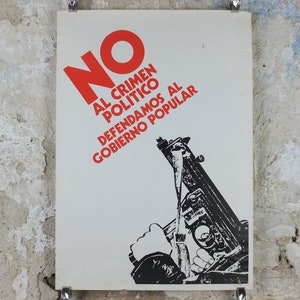 NO
AL CRIMEN
POLITICO
DEFENDAMOS AL
GOBIERNO POPULAR